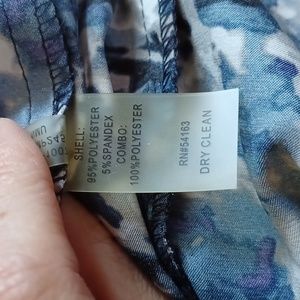 SHELL:
95%POLYESTER
5%SPANDEX
COMBO:
100%POLYESTER
RN#54163
DRY CLEAN